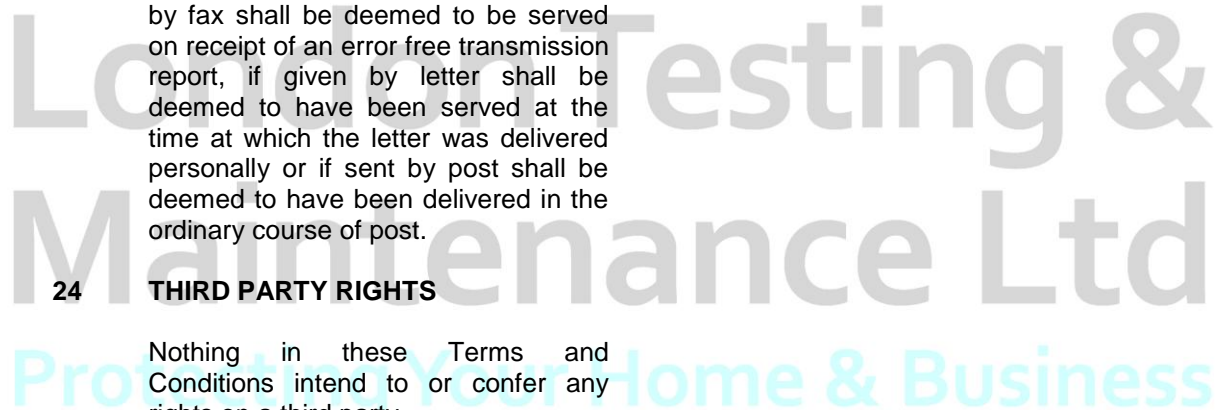 by fax shall be deemed to be served
on receipt of an error free transmission
report, if given by letter shall be
deemed to have been served at the
time at which the letter was delivered
personally or if sent by post shall be
deemed to have been delivered in the
ordinary course of post.
24 THIRD PARTY RIGHTS
Nothing in these Terms and
Conditions intend to or confer any
rights on a third party
London Testing &
Maintenance Ltd
Protecting Your Home & Business